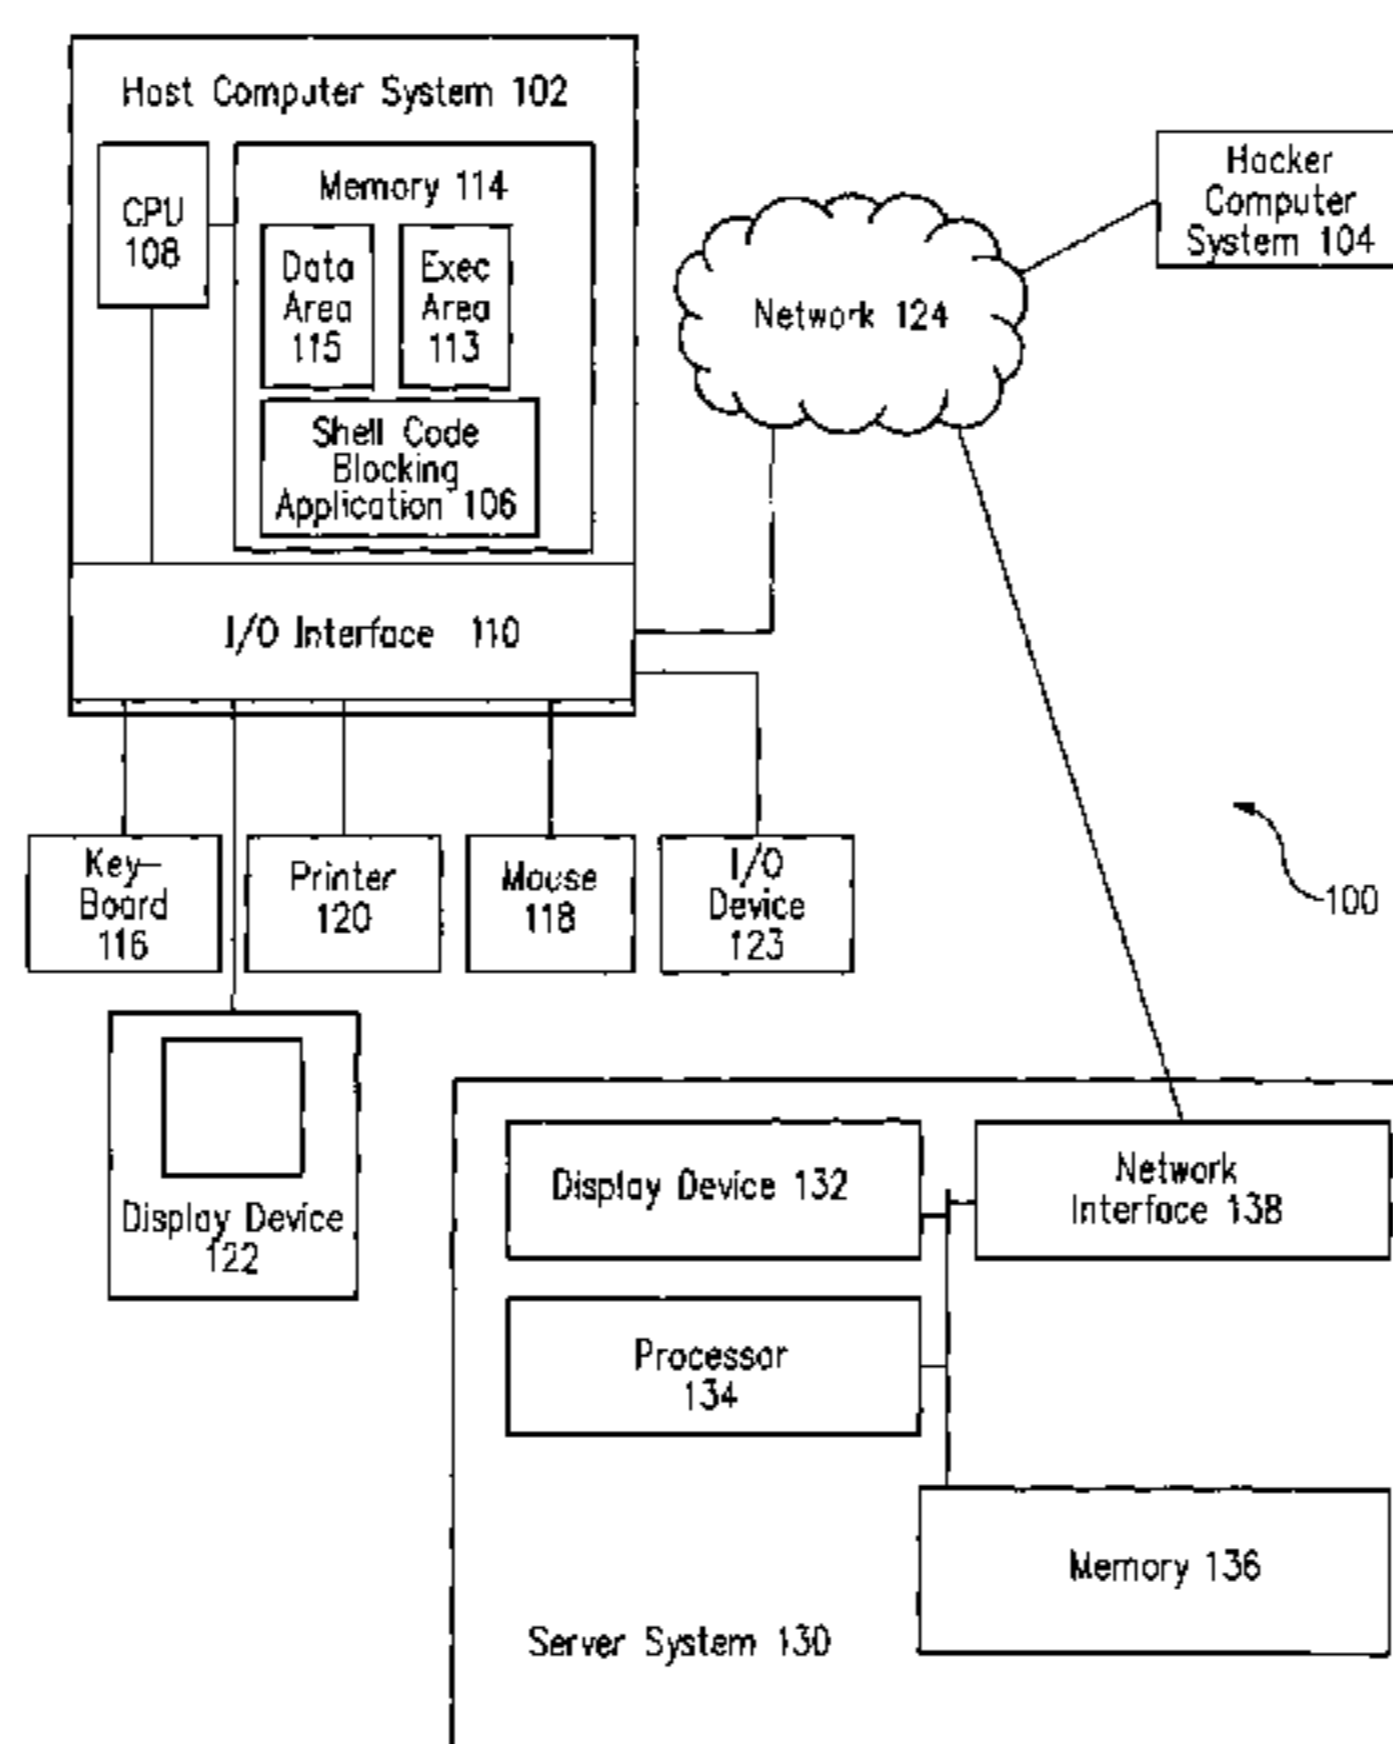 Host Computer System 102
CPU
108
Memory 114
Data
Area
115
Exec
Area
113
Shell Code
Blocking
Application 106
I/O Interface 110
Network 124
Hacker
Computer
System 104
Key-
Board
116
Printer
120
Mouse
118
I/O
Device
123
100
Display Device
122
Display Device 132
Network
Interface 138
Processor
134
Memory 136
Server System 130